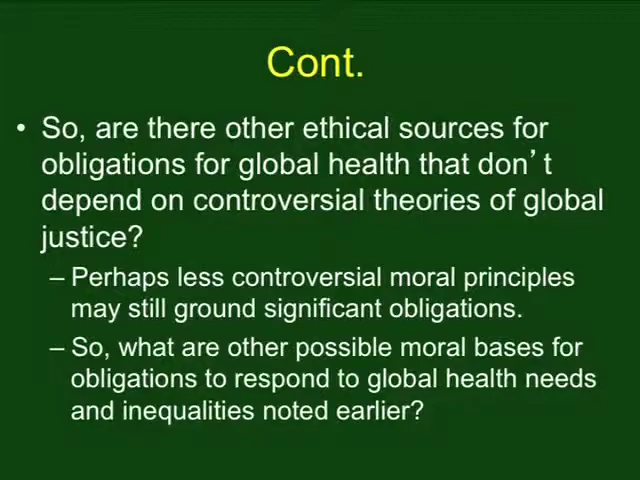 Cont.
• So, are there other ethical sources for
obligations for global health that don’t
depend on controversial theories of global
justice?
– Perhaps less controversial moral principles
may still ground significant obligations.
– So, what are other possible moral bases for
obligations to respond to global health needs
and inequalities noted earlier?